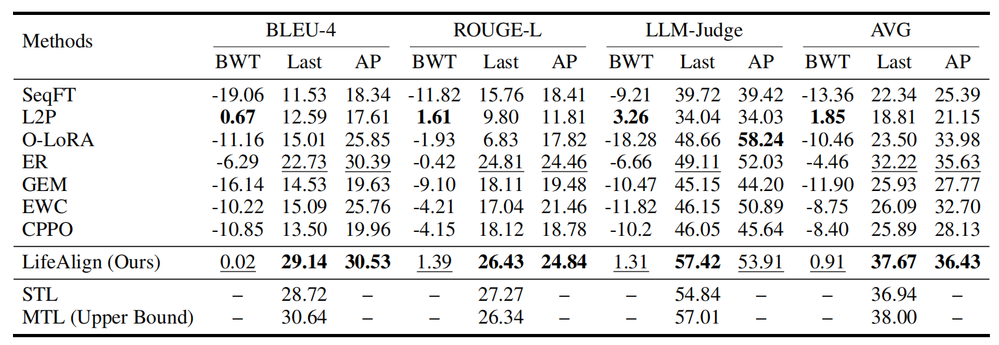 Methods BLEU-4 ROUGE-L LLM-Judge AVG
BWT Last AP BWT Last AP BWT Last AP BWT Last AP
SeqFT -19.06 11.53 18.34 -11.82 15.76 18.41 -9.21 39.72 39.42 -13.36 22.34 25.39
L2P 0.67 12.59 17.61 1.61 9.80 11.81 3.26 34.04 34.03 1.85 18.81 21.15
O-LoRA -11.16 15.01 25.85 -1.93 6.83 17.82 -18.28 48.66 58.24 -10.46 23.50 33.98
ER -6.29 22.73 30.39 -0.42 24.81 24.46 -6.66 49.11 52.03 -4.46 32.22 35.63
GEM -16.14 14.53 19.63 -9.10 18.11 19.48 -10.47 45.15 44.20 -11.90 25.93 27.77
EWC -10.22 15.09 25.76 -4.21 17.04 21.46 -11.82 46.15 50.89 -8.75 26.09 32.70
CPPO -10.85 13.50 19.96 -4.15 18.12 18.78 -10.2 46.05 45.64 -8.40 25.89 28.13
LifeAlign (Ours) 0.02 29.14 30.53 1.39 26.43 24.84 1.31 57.42 53.91 0.91 37.67 36.43
STL – 28.72 – – 27.27 – – 54.84 – – 36.94 –
MTL (Upper Bound) – 30.64 – – 26.34 – – 57.01 – – 38.00 –